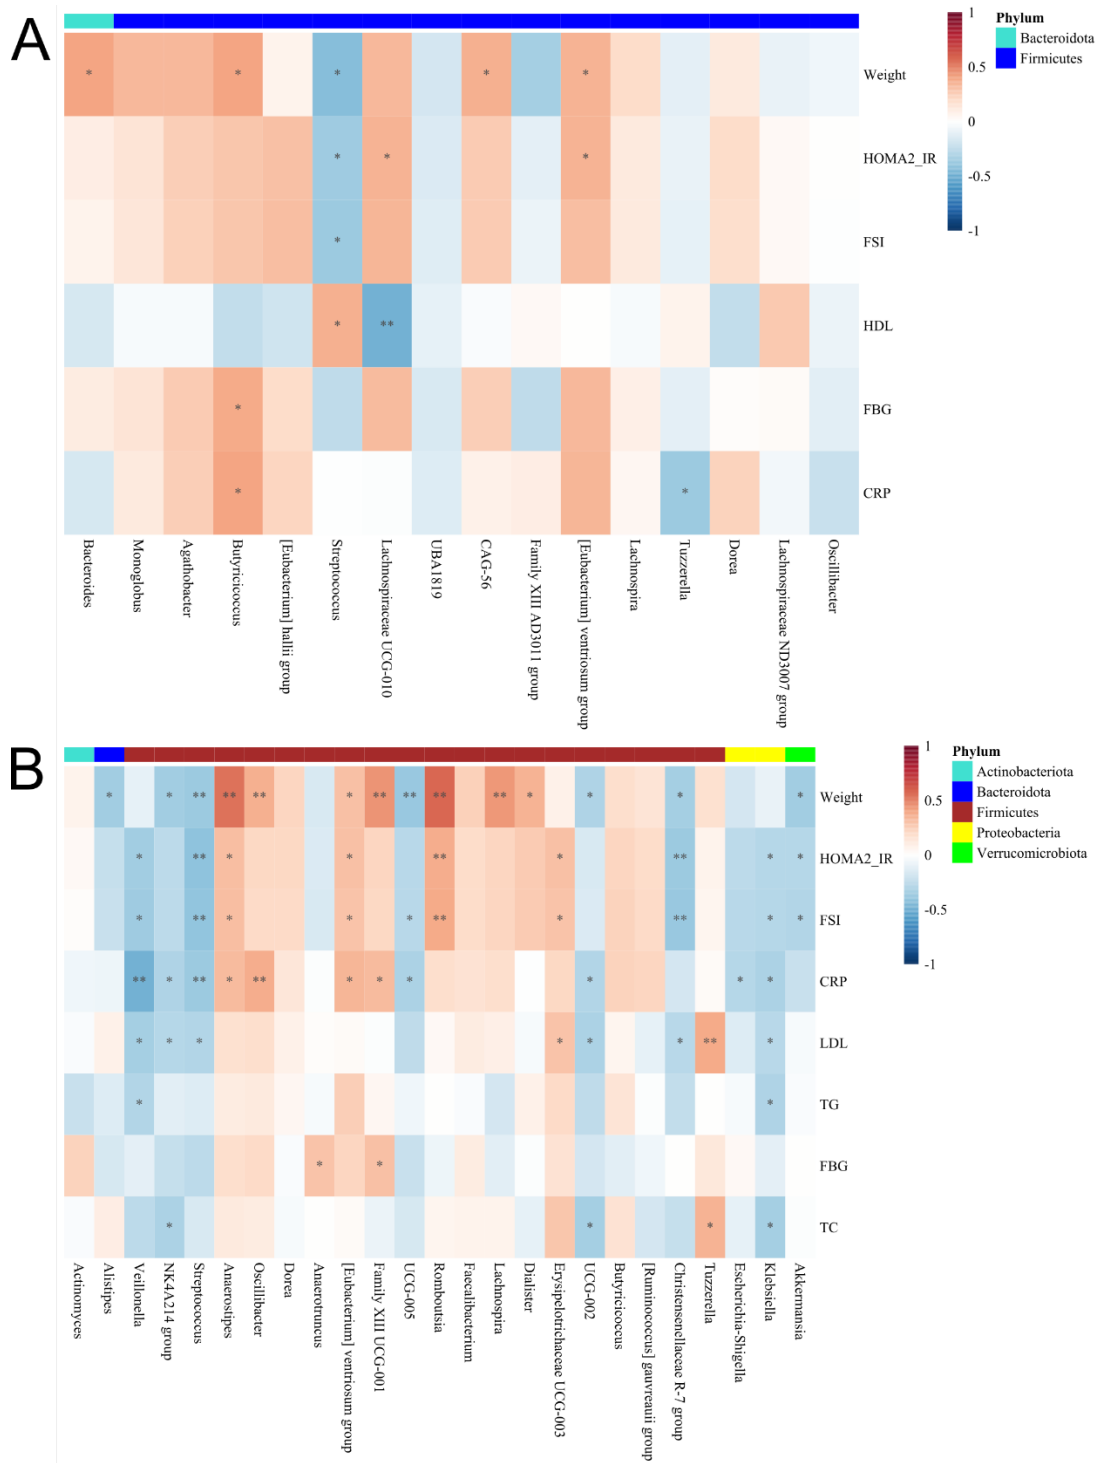 A
1
0.5
0
-0.5
-1
Phylum
Bacteroidota
Firmicutes
* * * * * Weight
* * * HOMA2_IR
* FSI
* ** HDL
* FBG
* * CRP
Bacteroides
Monoglobus
Agathobacter
Butyricicoccus
[Eubacterium] hallii group
Streptococcus
Lachnospiraceae UCG-010
UBA1819
CAG-56
Family XIII AD3011 group
[Eubacterium] ventriosum group
Lachnospira
Tuzzerella
Dorea
Lachnospiraceae ND3007 group
Oscillibacter
B
1
0.5
0
-0.5
-1
Phylum
Actinobacteriota
Bacteroidota
Firmicutes
Proteobacteria
Verrucomicrobiota
* * ** ** ** * ** ** ** ** * * * * Weight
* ** * * ** * ** * * HOMA2_IR
* ** * * * ** * ** * * FSI
** * ** * ** * * * * * * CRP
* * * * * * ** * LDL
* * TG
* * FBG
* * * * TC
Actinomyces
Alistipes
Veillonella
NK4A214 group
Streptococcus
Anaerostipes
Oscillibacter
Dorea
Anaerotruncus
[Eubacterium] ventriosum group
Family XIII UCG-001
UCG-005
Romboutsia
Faecalibacterium
Lachnospira
Dialister
Erysipelotrichaceae UCG-003
UCG-002
Butyricicoccus
[Ruminococcus] gauvreauii group
Christensenellaceae R-7 group
Tuzzerella
Escherichia-Shigella
Klebsiella
Akkermansia